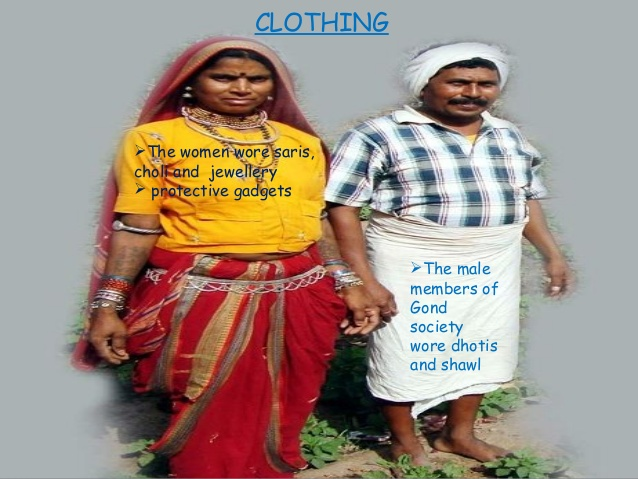 CLOTHING
➢The women wore saris,
choli and jewellery
➢ protective gadgets
➢The male
members of
Gond
society
wore dhotis
and shawl